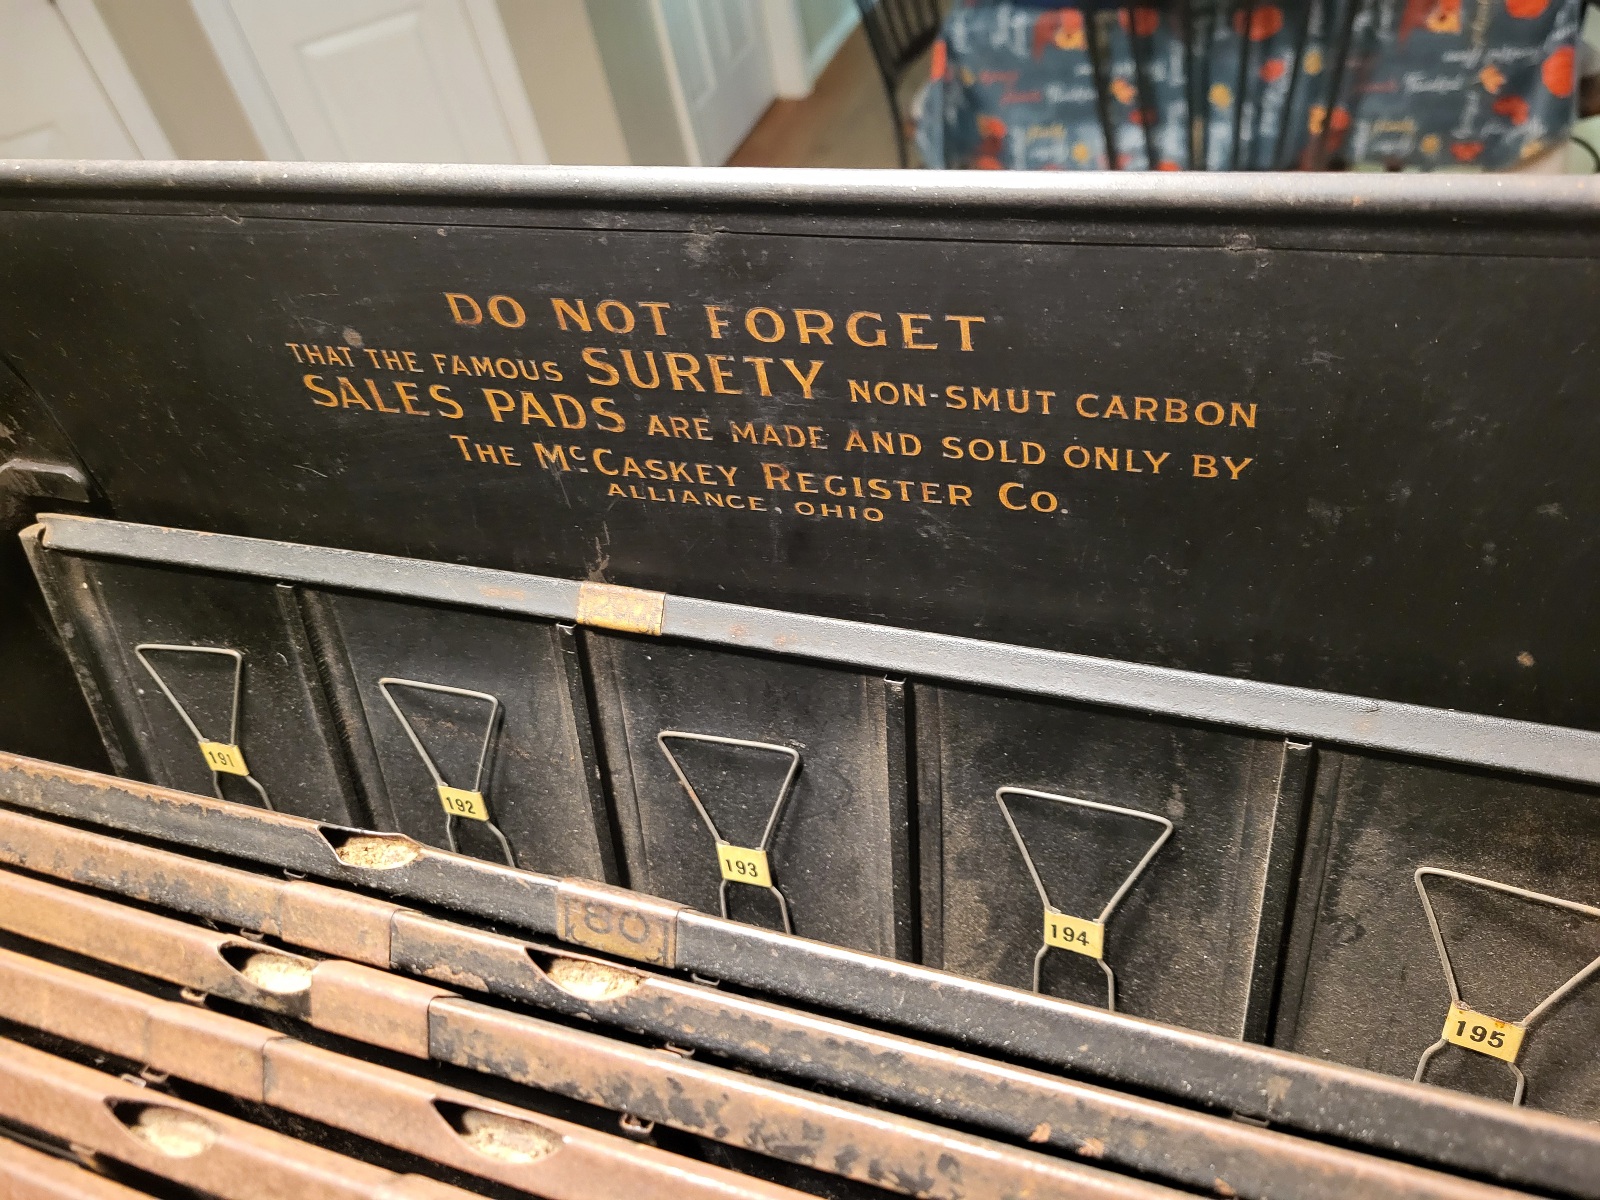 DO NOT FORGET
THAT THE FAMOUS SURETY NON-SMUT CARBON
SALES PADS ARE MADE AND SOLD ONLY BY
THE McCASKEY REGISTER Co.
ALLIANCE, OHIO
191
192
193
194
195
80